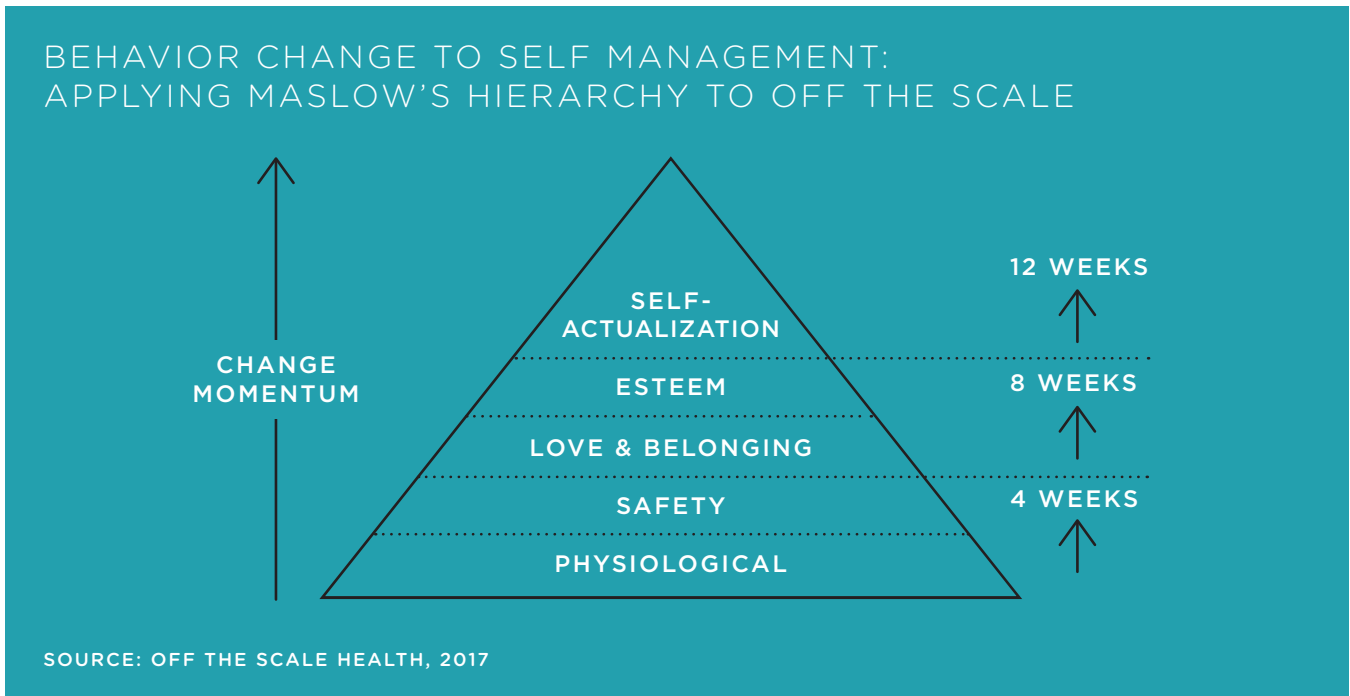 BEHAVIOR CHANGE TO SELF MANAGEMENT:
APPLYING MASLOW’S HIERARCHY TO OFF THE SCALE
CHANGE
MOMENTUM
SELF-
ACTUALIZATION
ESTEEM
LOVE & BELONGING
SAFETY
PHYSIOLOGICAL
12 WEEKS
8 WEEKS
4 WEEKS
SOURCE: OFF THE SCALE HEALTH, 2017